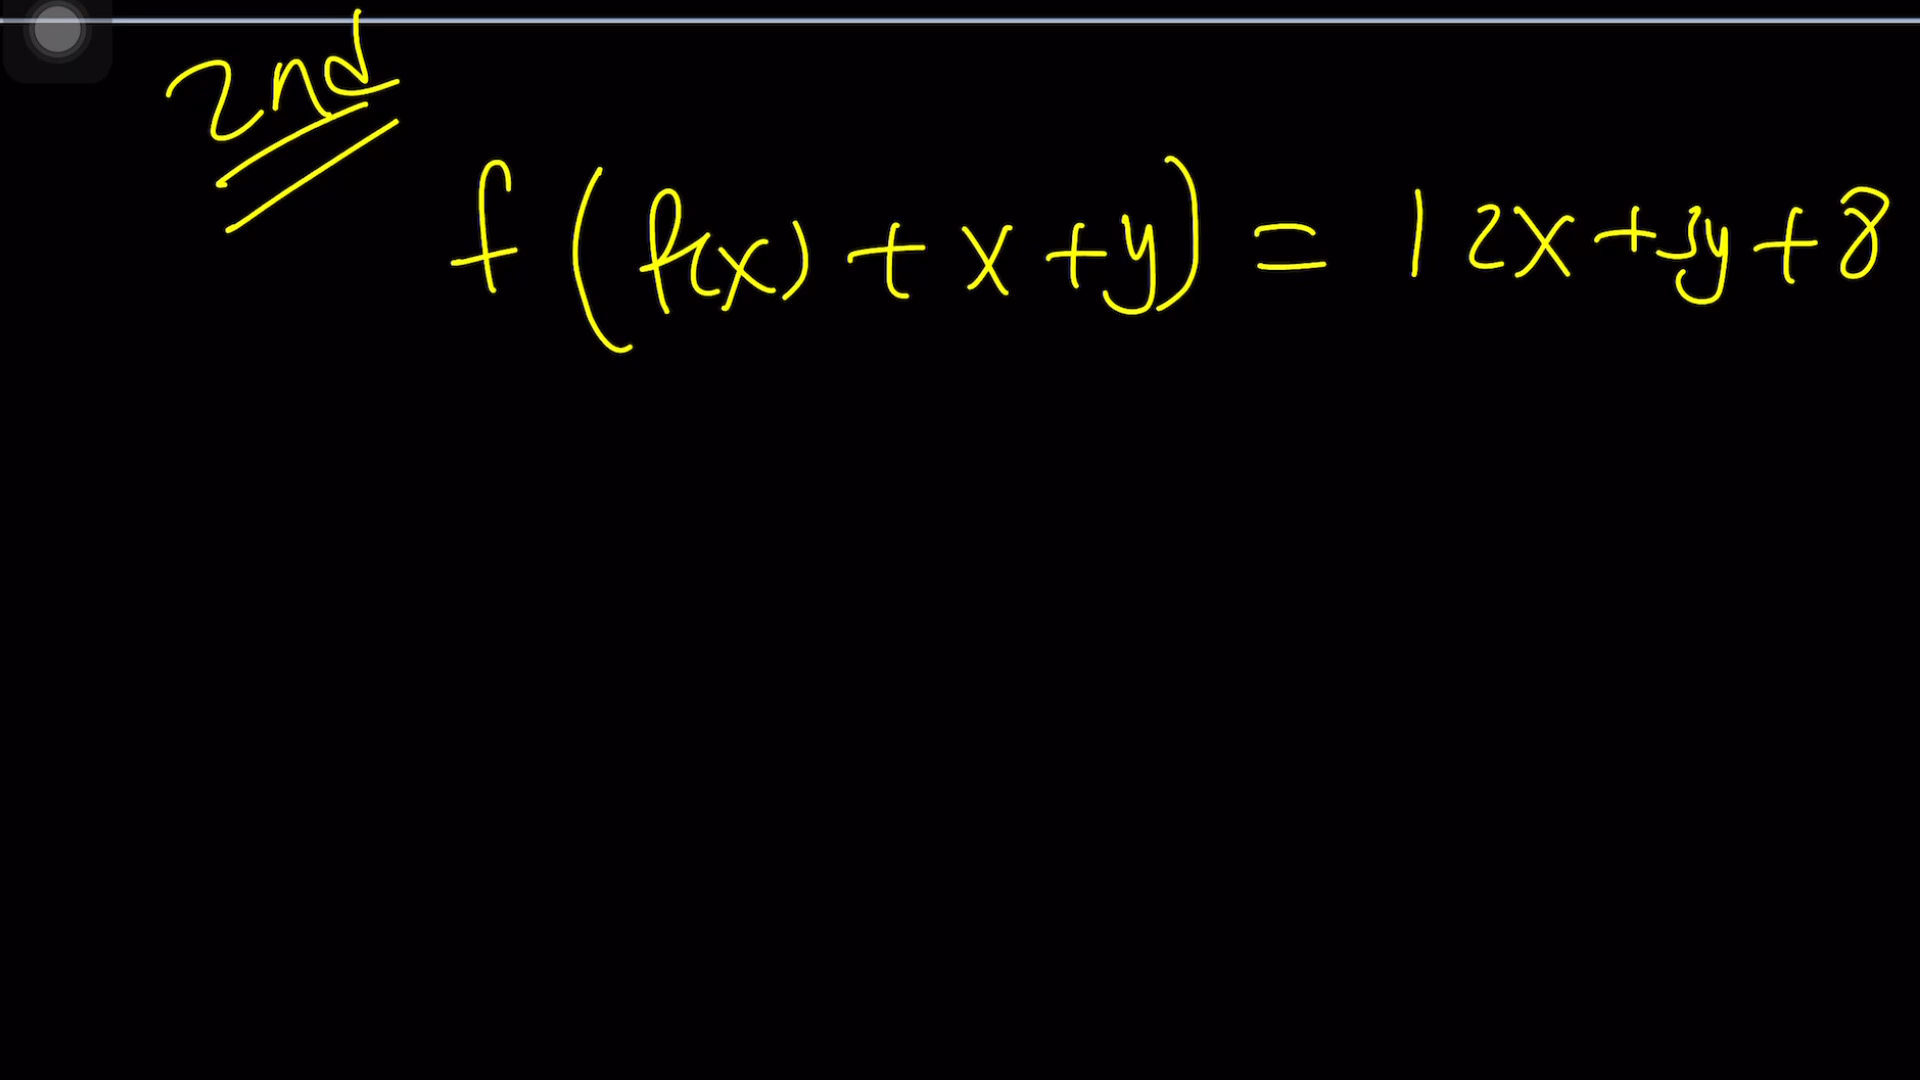 2nd
f(f(x) + x + y) = 12x + 3y + 8